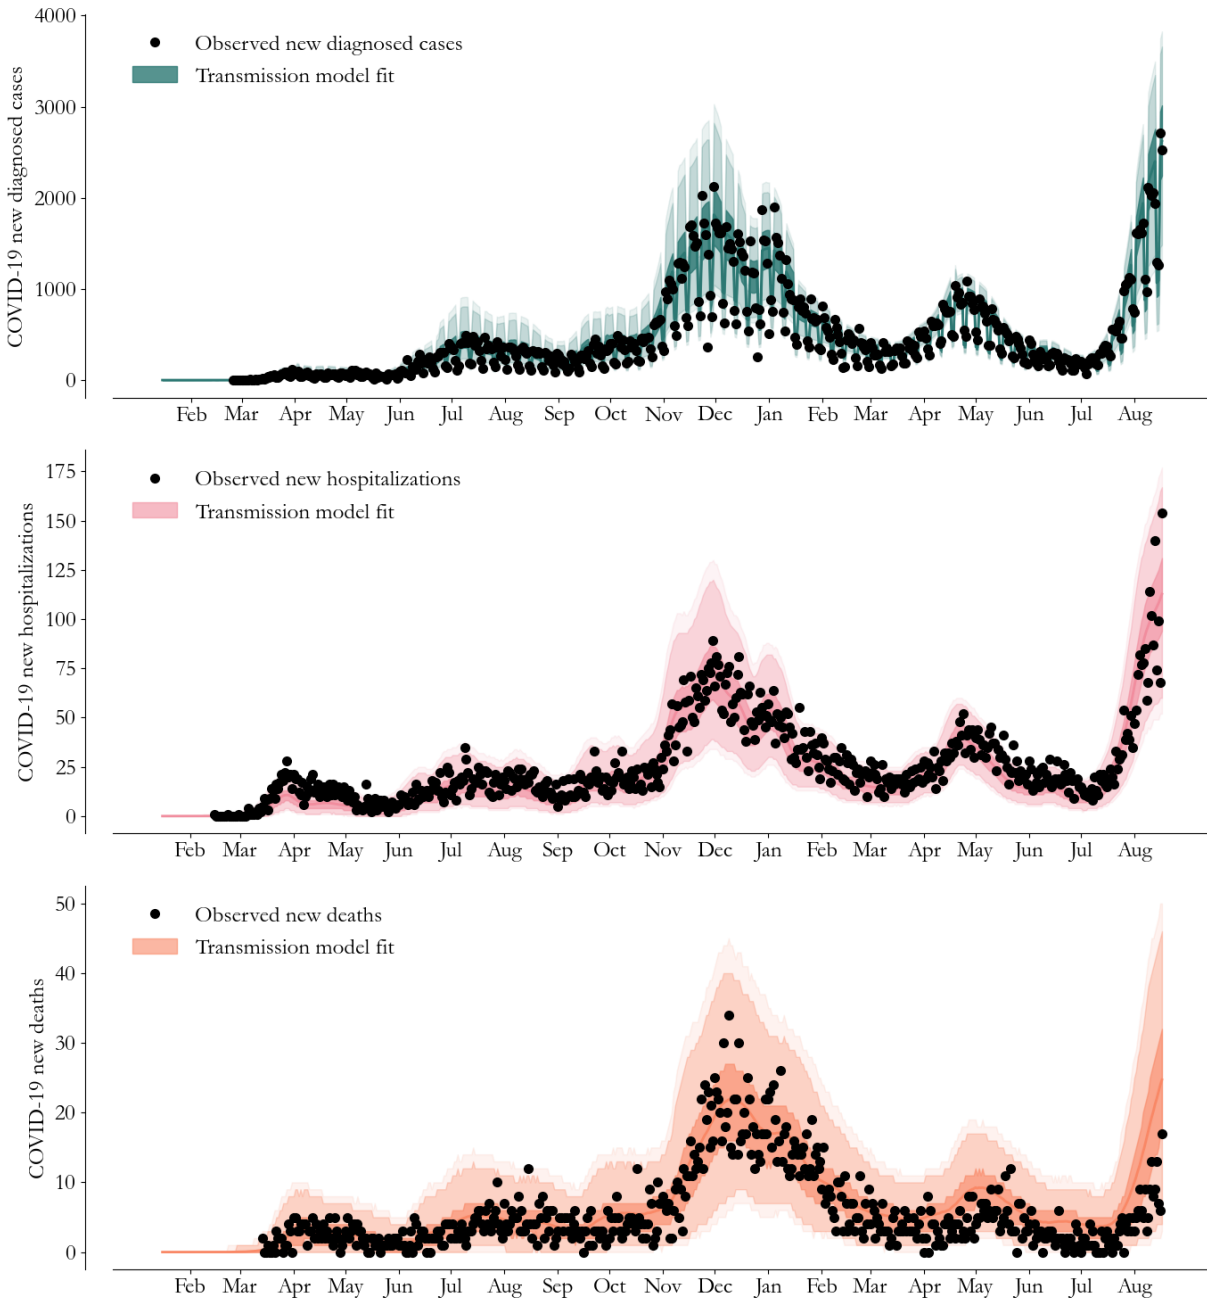 4000
3000
2000
1000
0
COVID-19 new diagnosed cases
Observed new diagnosed cases
Transmission model fit
Feb Mar Apr May Jun Jul Aug Sep Oct Nov Dec Jan Feb Mar Apr May Jun Jul Aug
175
150
125
100
75
50
25
0
COVID-19 new hospitalizations
Observed new hospitalizations
Transmission model fit
Feb Mar Apr May Jun Jul Aug Sep Oct Nov Dec Jan Feb Mar Apr May Jun Jul Aug
50
40
30
20
10
0
COVID-19 new deaths
Observed new deaths
Transmission model fit
Feb Mar Apr May Jun Jul Aug Sep Oct Nov Dec Jan Feb Mar Apr May Jun Jul Aug